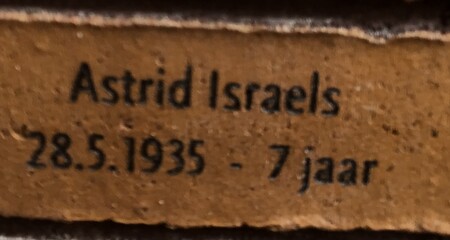 Astrid Israels
28.5.1935 - 7 jaar